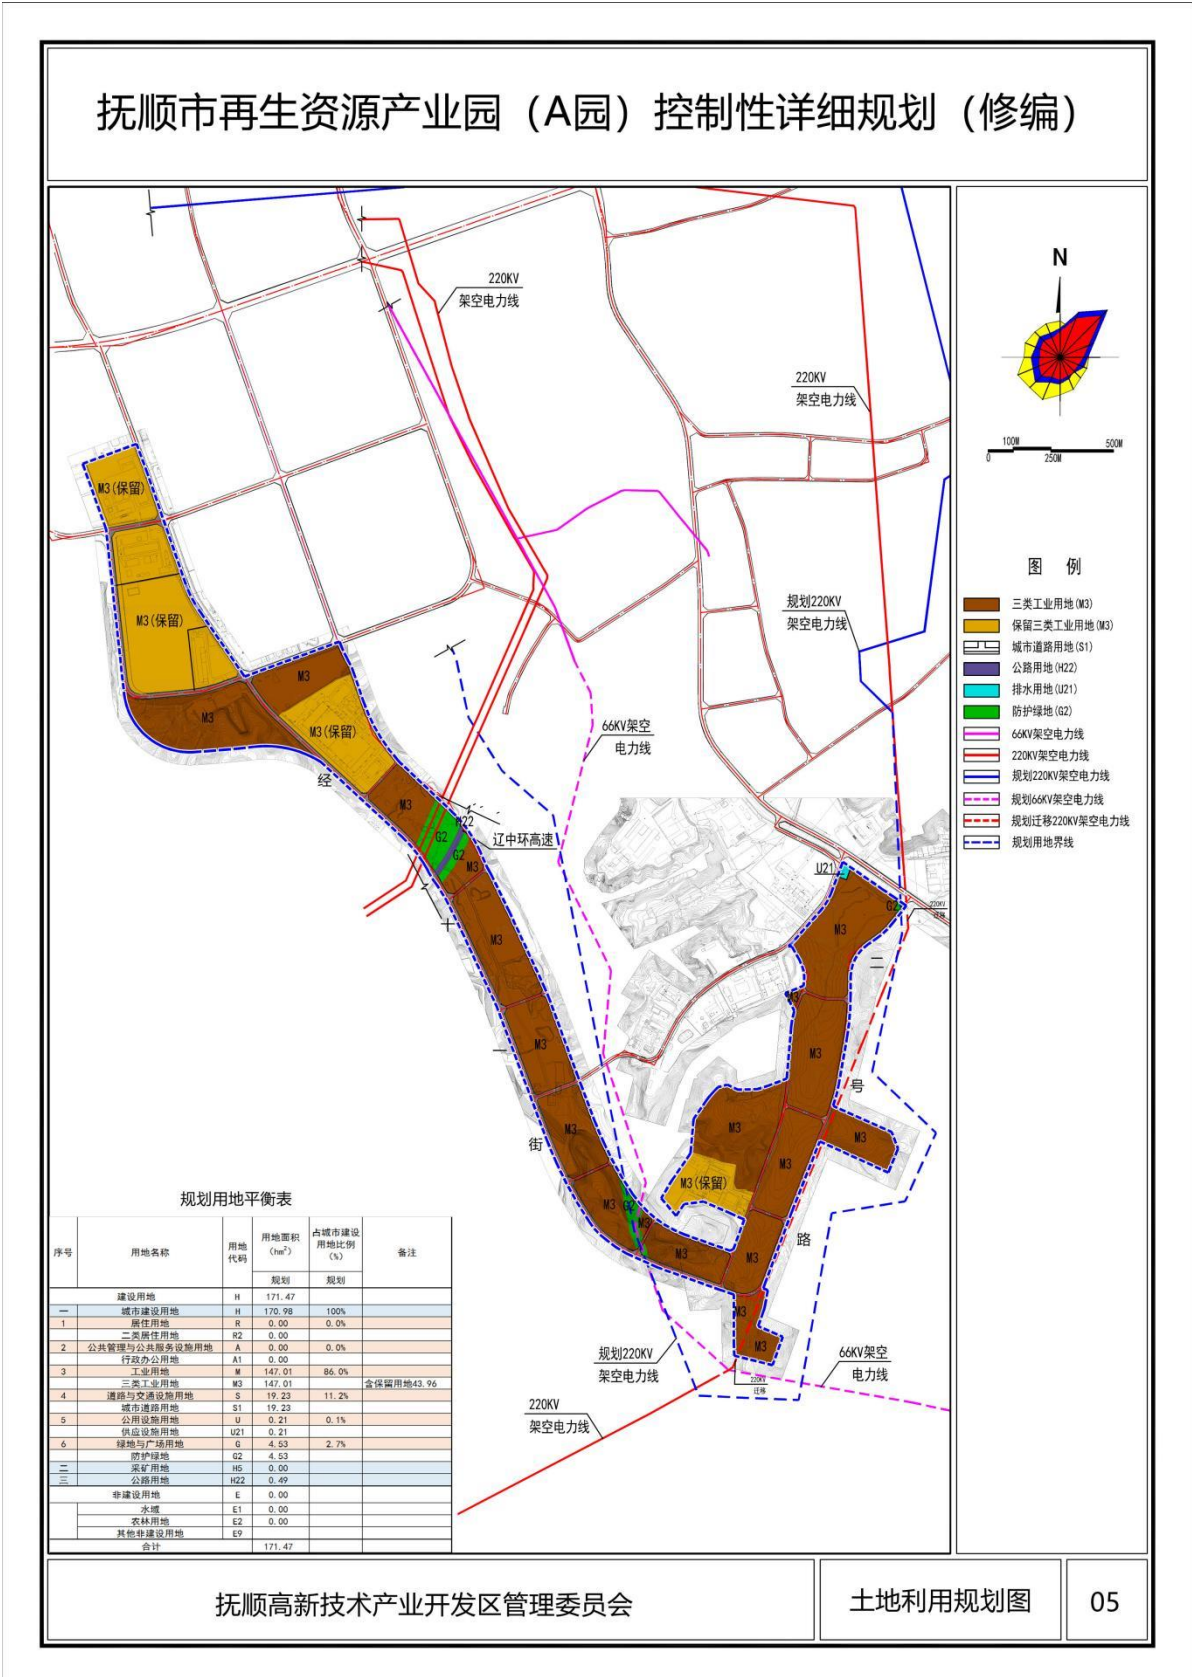 抚顺市再生资源产业园（A园）控制性详细规划（修编）
N
100M 500M
0 250M
图 例
三类工业用地(M3)
保留三类工业用地(M3)
城市道路用地(S1)
公路用地(H22)
排水用地(U21)
防护绿地(G2)
66KV架空电力线
220KV架空电力线
规划220KV架空电力线
规划66KV架空电力线
规划迁移220KV架空电力线
规划用地界线
220KV
架空电力线
220KV
架空电力线
M3(保留)
M3(保留)
规划220KV
架空电力线
M3
M3
M3(保留)
66KV架空
电力线
经
M3
H22
G2
辽中环高速
G2
M3
U21
G2
220KV
迁移
十
M3
M3
二
M3
M3
一
M3
M3
号
街
M3
M3
M3
M3
M3(保留)
M3
G2
M3
M3
路
M3
M3
M3
规划220KV
架空电力线
66KV架空
电力线
220KV
迁移
220KV
架空电力线
规划用地平衡表
序号 用地名称 用地代码 用地面积（hm²） 占城市建设用地比例（%） 备注
规划 规划
建设用地 H 171.47
一 城市建设用地 H 170.98 100%
1 居住用地 R 0.00 0.0%
二类居住用地 R2 0.00
2 公共管理与公共服务设施用地 A 0.00 0.0%
行政办公用地 A1 0.00
3 工业用地 M 147.01 86.0%
三类工业用地 M3 147.01 含保留用地43.96
4 道路与交通设施用地 S 19.23 11.2%
城市道路用地 S1 19.23
5 公用设施用地 U 0.21 0.1%
供应设施用地 U21 0.21
6 绿地与广场用地 G 4.53 2.7%
防护绿地 G2 4.53
二 采矿用地 H5 0.00
三 公路用地 H22 0.49
非建设用地 E 0.00
水域 E1 0.00
农林用地 E2 0.00
其他非建设用地 E9
合计 171.47
抚顺高新技术产业开发区管理委员会
土地利用规划图
05